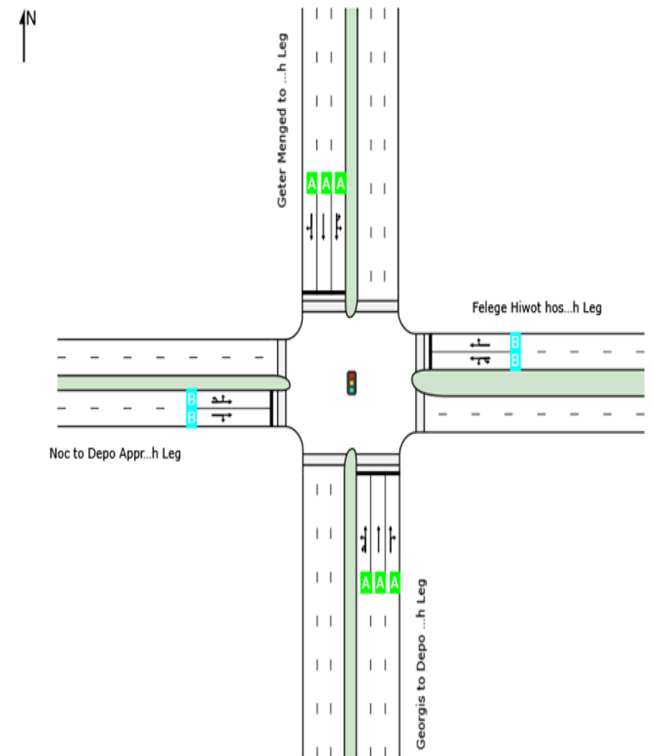 N
Geter Menged to ...h Leg
A A A
Felege Hiwot hos...h Leg
B
B
B
B
Noc to Depo Appr...h Leg
A A A
Georgis to Depo ...h Leg